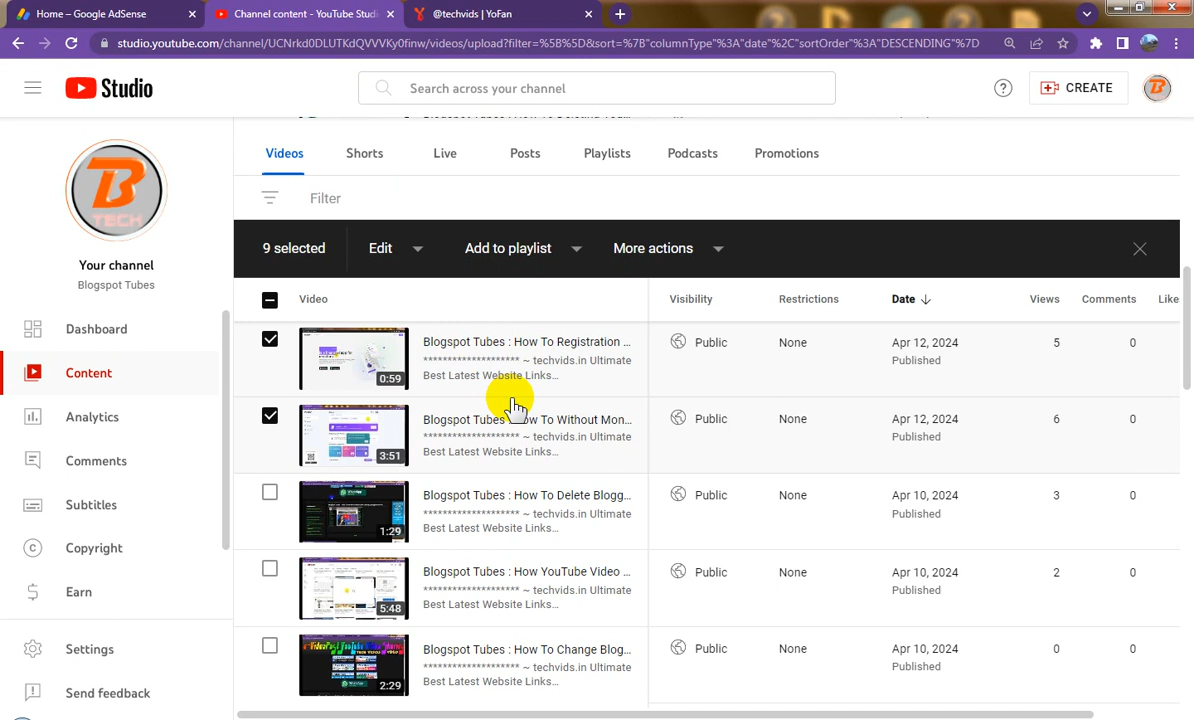 Home – Google AdSense
Channel content - YouTube Studi
@techvids | YoFan
studio.youtube.com/channel/UCNrkd0DLUTKdQVVVKy0finw/videos/upload?filter=%5B%5D&sort=%7B"columnType"%3A"date"%2C"sortOrder"%3A"DESCENDING"%7D
Studio
Search across your channel
CREATE
B
TECH
Your channel
Blogspot Tubes
Dashboard
Content
Analytics
Comments
Subtitles
Copyright
Earn
Settings
Send feedback
Videos
Shorts
Live
Posts
Playlists
Podcasts
Promotions
Filter
9 selected
Edit
Add to playlist
More actions
Video
Visibility
Restrictions
Date
Views
Comments
Like
0:59
Blogspot Tubes : How To Registration ...
******************* ~ techvids.in Ultimate
Best Latest Website Links...
Public
None
Apr 12, 2024
Published
5
0
3:51
Blogspot Tubes How To Without Mon...
******************* ~ techvids.in Ultimate
Best Latest Website Links...
Public
None
Apr 12, 2024
Published
6
0
1:29
Blogspot Tubes : How To Delete Blogg...
******************* ~ techvids.in Ultimate
Best Latest Website Links...
Public
None
Apr 10, 2024
Published
3
0
5:48
Blogspot Tubes : How YouTube Video ...
******************* ~ techvids.in Ultimate
Best Latest Website Links...
Public
None
Apr 10, 2024
Published
2
0
2:29
Blogspot Tubes : How To Change Blog...
******************* ~ techvids.in Ultimate
Best Latest Website Links...
Public
None
Apr 10, 2024
Published
0
0